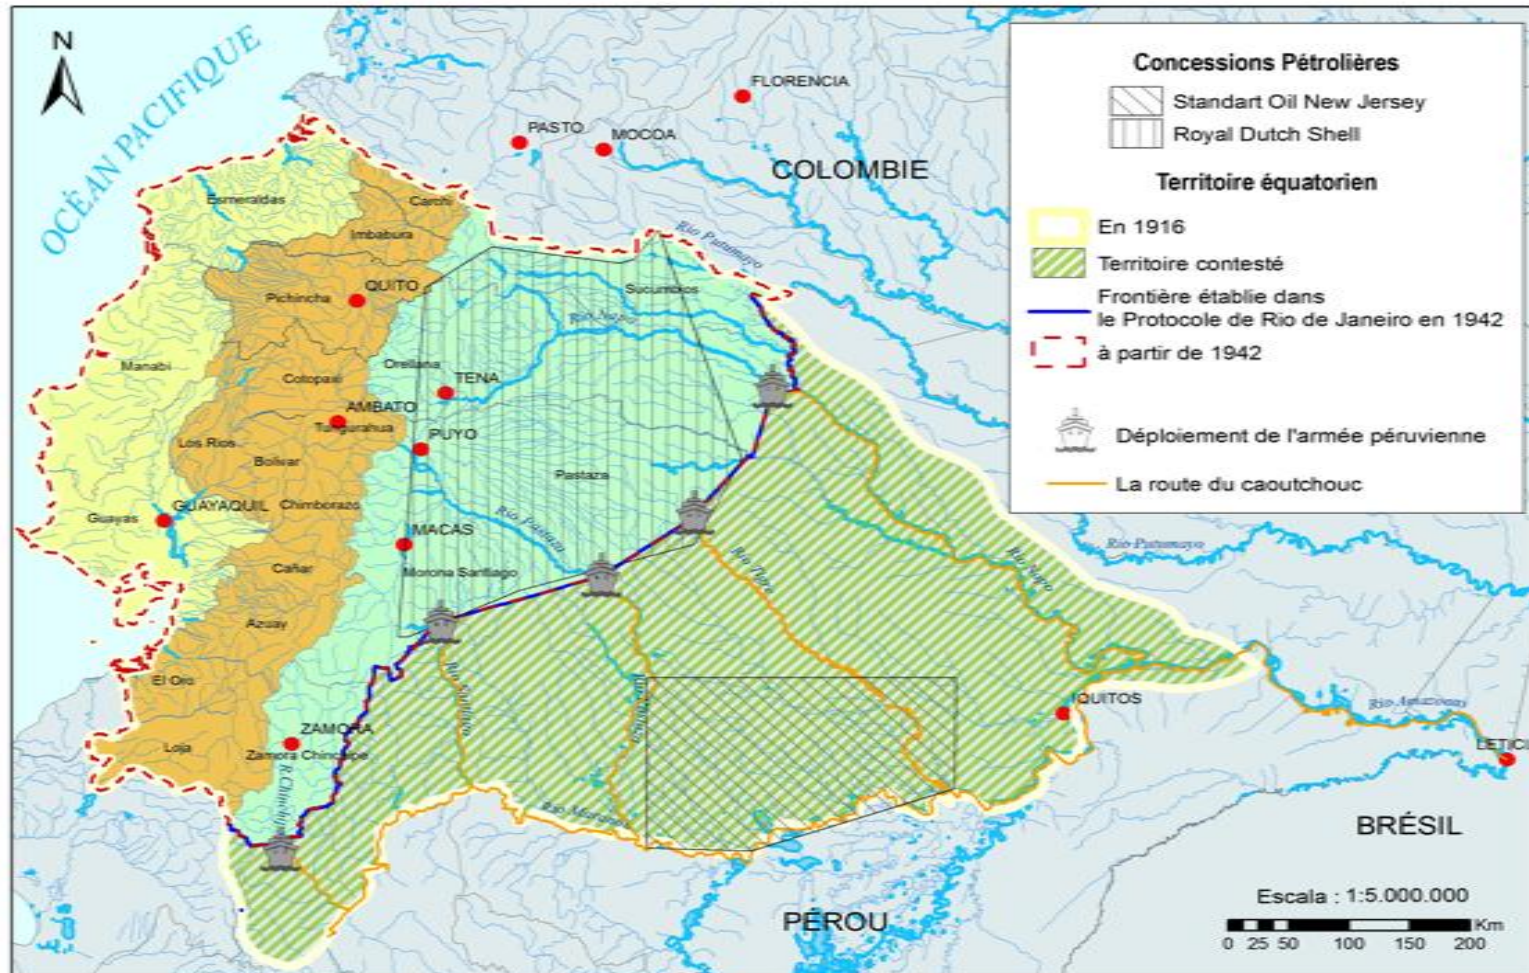 N
OCÉAN PACIFIQUE
FLORENCIA
PASTO
MOCOA
COLOMBIE
Esmeraldas
Carchi
Imbabura
Rio Putumayo
QUITO
Pichincha
Sucumbios
Rio Napo
Manabi
Orellana
Cotopaxi
TENA
AMBATO
Tungurahua
PUYO
Los Rios
Bolivar
Pastaza
Chimborazo
GUAYAQUIL
Guayas
Rio Pastaza
MACAS
Cañar
Morona Santiago
Rio Tigre
Rio Napo
Rio Putumayo
Azuay
El Oro
Rio Santiago
Rio Pastaza
IQUITOS
Rio Amazonas
ZAMORA
Loja
Zamora Chinchipe
LETICI
R.Chinchipe
Rio Marañon
BRÉSIL
PÉROU
Concessions Pétrolières
Standart Oil New Jersey
Royal Dutch Shell
Territoire équatorien
En 1916
Territoire contesté
Frontière établie dans
le Protocole de Rio de Janeiro en 1942
à partir de 1942
Déploiement de l'armée péruvienne
La route du caoutchouc
Escala : 1:5.000.000
Km
0 25 50 100 150 200